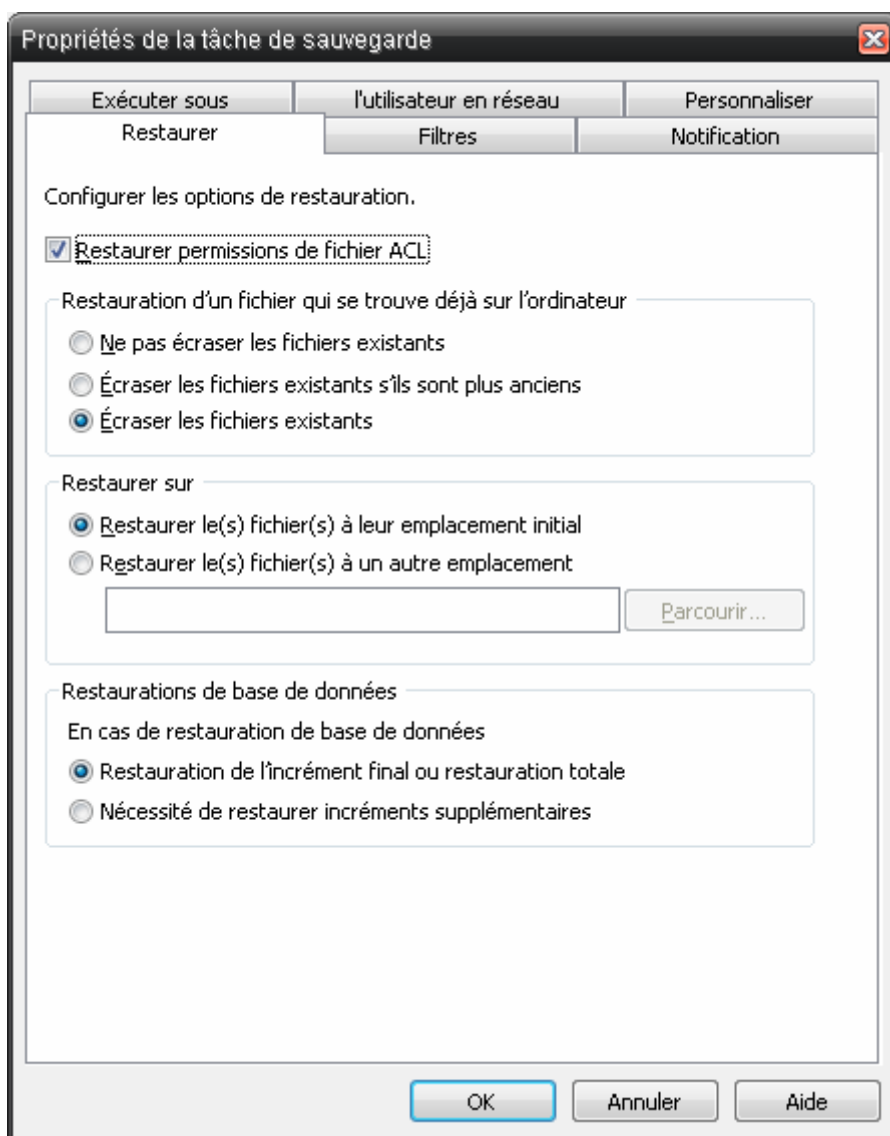 Propriétés de la tâche de sauvegarde
Exécuter sous
l'utilisateur en réseau
Personnaliser
Restaurer
Filtres
Notification
Configurer les options de restauration.
Restaurer permissions de fichier ACL
Restauration d'un fichier qui se trouve déjà sur l'ordinateur
Ne pas écraser les fichiers existants
Écraser les fichiers existants s'ils sont plus anciens
Écraser les fichiers existants
Restaurer sur
Restaurer le(s) fichier(s) à leur emplacement initial
Restaurer le(s) fichier(s) à un autre emplacement
Parcourir...
Restaurations de base de données
En cas de restauration de base de données
Restauration de l'incrément final ou restauration totale
Nécessité de restaurer incréments supplémentaires
OK
Annuler
Aide